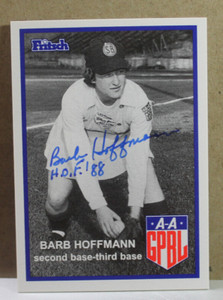 Fritsch
Barb Hoffmann
H.O.F. '88
A-A
GPBL
BARB HOFFMANN
second base-third base